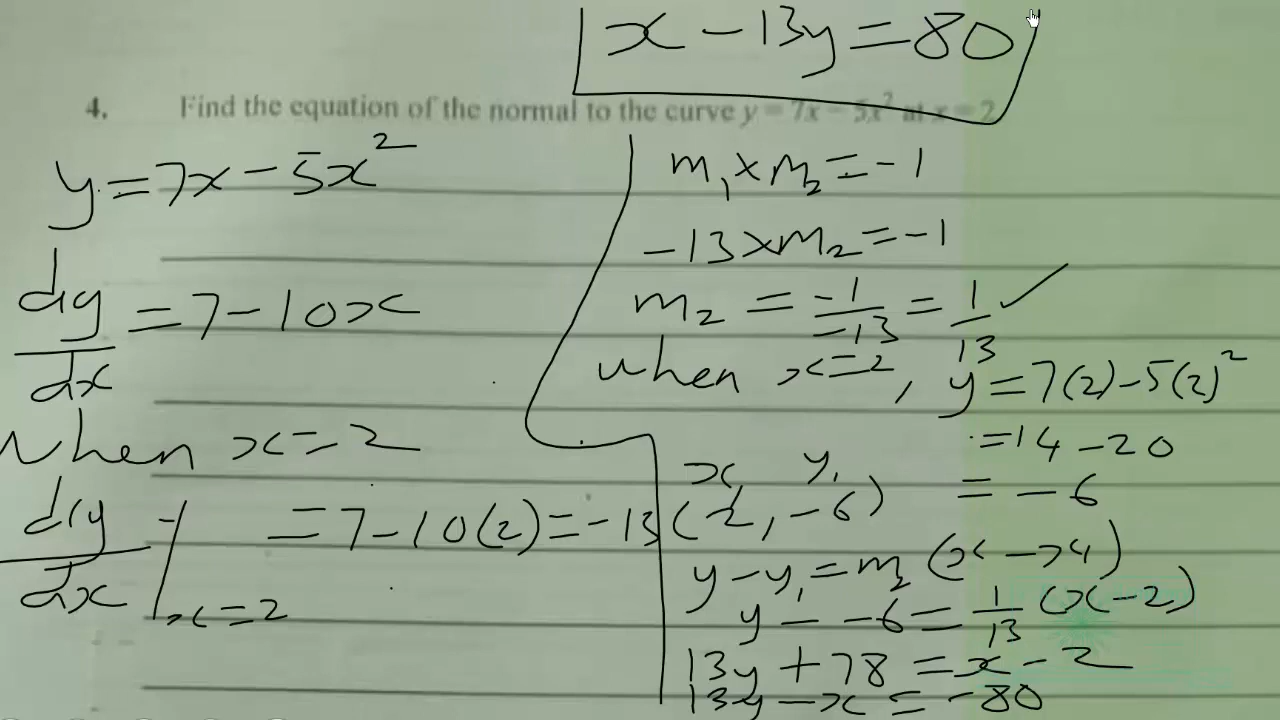 x - 13y = 80
4. Find the equation of the normal to the curve y = 7x - 5x² at x = 2
y = 7x - 5x²
dy/dx = 7 - 10x
when x = 2
dy/dx | x = 2 = 7 - 10(2) = -13
m₁ × m₂ = -1
-13 × m₂ = -1
m₂ = -1/-13 = 1/13 ✓
when x = 2, y = 7(2) - 5(2)²
= 14 - 20
= -6
x₁ y₁
(2, -6)
y - y₁ = m₂ (x - x₁)
y - -6 = 1/13 (x - 2)
13y + 78 = x - 2
13y - x = -80